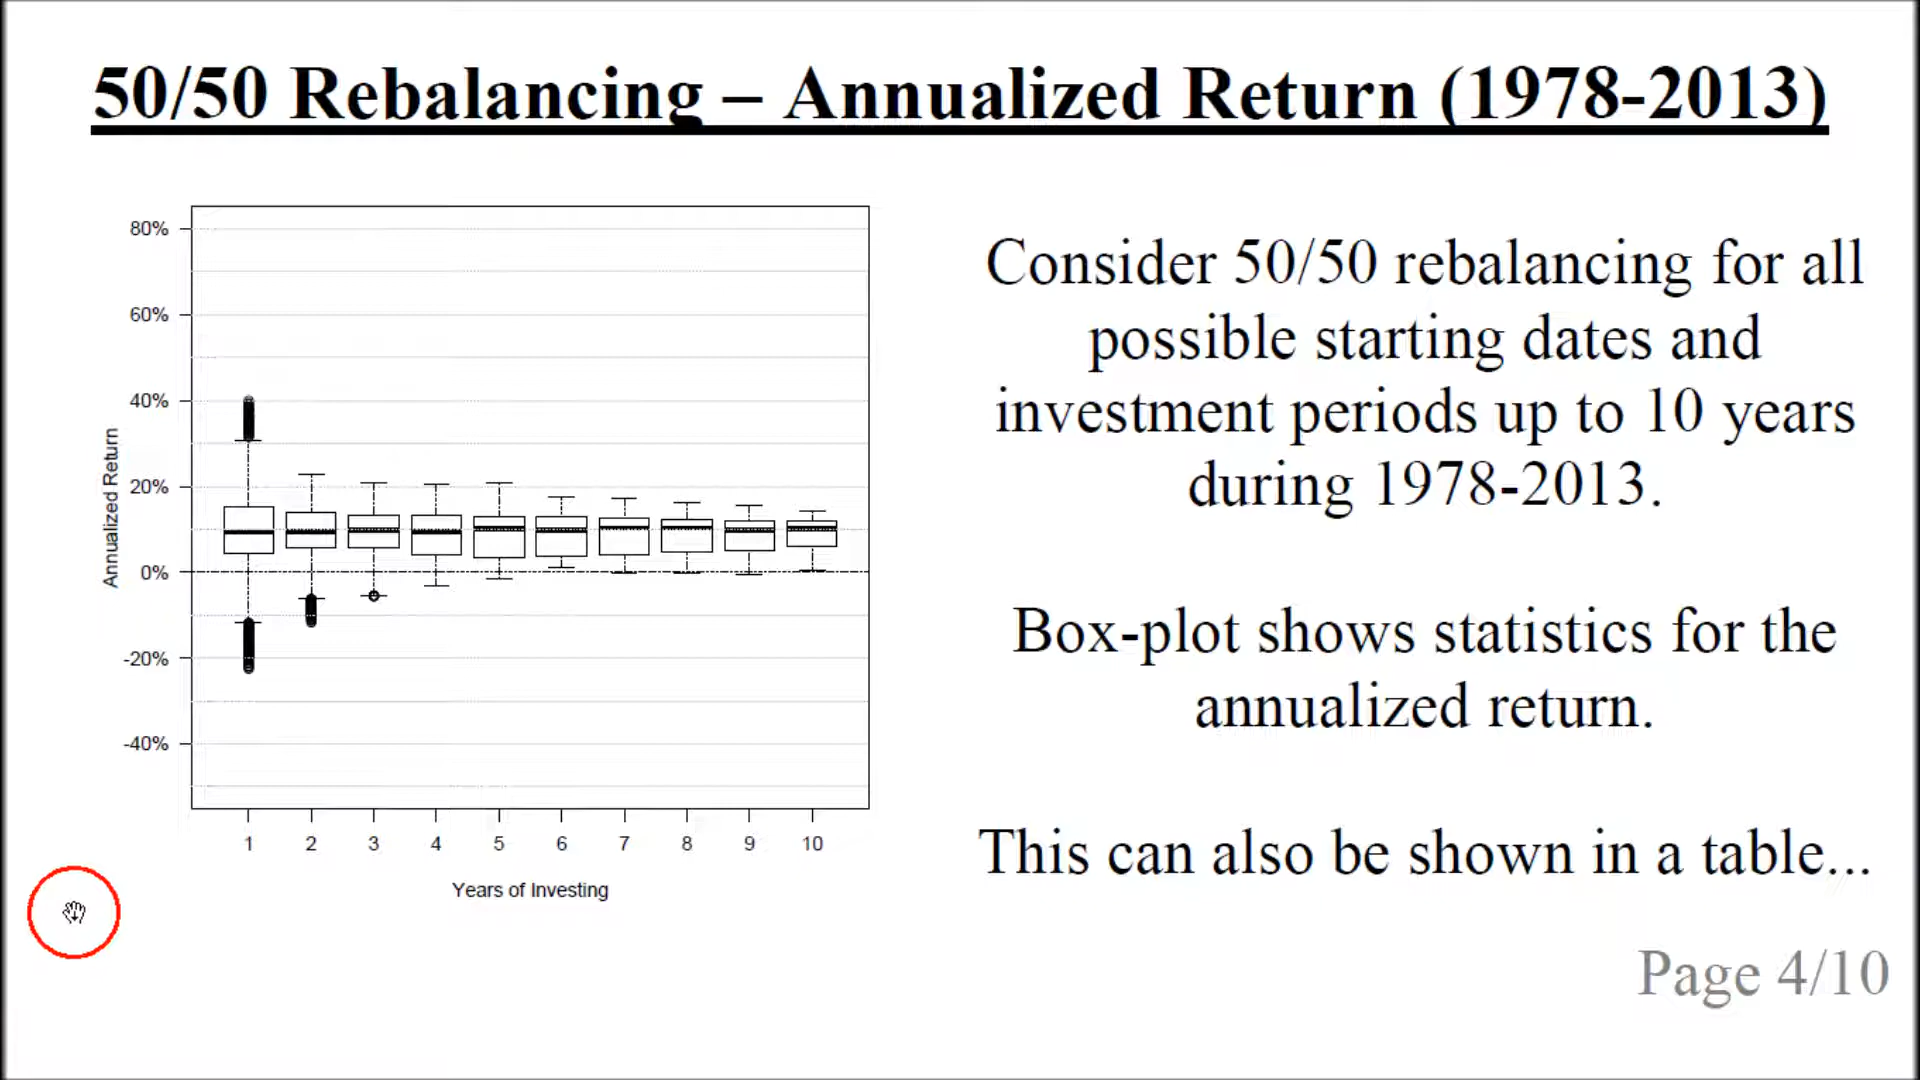 50/50 Rebalancing – Annualized Return (1978-2013)
80%
60%
40%
20%
0%
-20%
-40%
Annualized Return
1 2 3 4 5 6 7 8 9 10
Years of Investing
Consider 50/50 rebalancing for all
possible starting dates and
investment periods up to 10 years
during 1978-2013.
Box-plot shows statistics for the
annualized return.
This can also be shown in a table...
Page 4/10